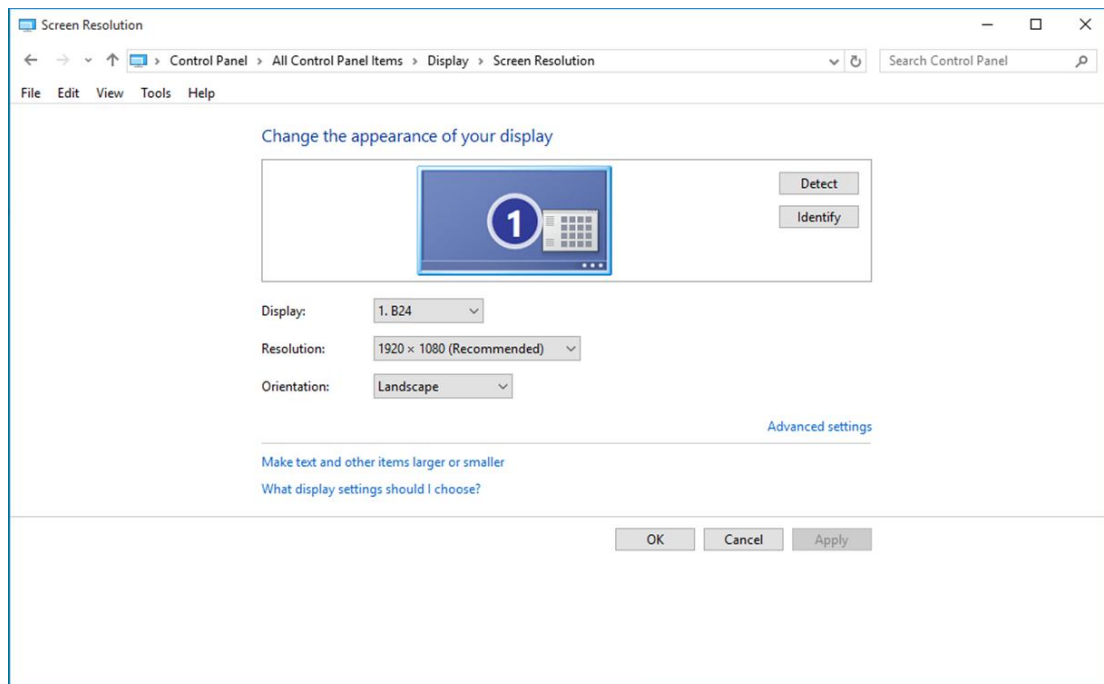 Screen Resolution
Control Panel › All Control Panel Items › Display › Screen Resolution
Search Control Panel
File Edit View Tools Help
Change the appearance of your display
1
Detect
Identify
Display: 1. B24
Resolution: 1920 × 1080 (Recommended)
Orientation: Landscape
Advanced settings
Make text and other items larger or smaller
What display settings should I choose?
OK Cancel Apply